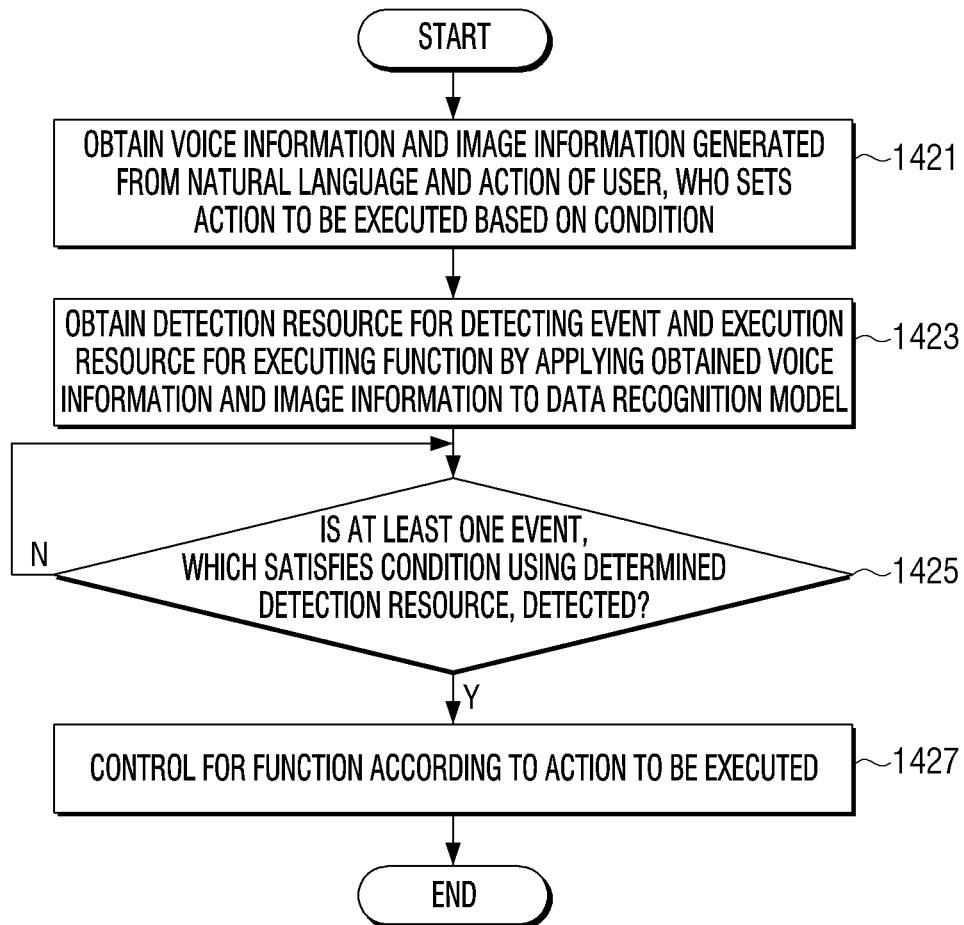 START
OBTAIN VOICE INFORMATION AND IMAGE INFORMATION GENERATED
FROM NATURAL LANGUAGE AND ACTION OF USER, WHO SETS
ACTION TO BE EXECUTED BASED ON CONDITION
1421
OBTAIN DETECTION RESOURCE FOR DETECTING EVENT AND EXECUTION
RESOURCE FOR EXECUTING FUNCTION BY APPLYING OBTAINED VOICE
INFORMATION AND IMAGE INFORMATION TO DATA RECOGNITION MODEL
1423
IS AT LEAST ONE EVENT,
WHICH SATISFIES CONDITION USING DETERMINED
DETECTION RESOURCE, DETECTED?
1425
N
Y
CONTROL FOR FUNCTION ACCORDING TO ACTION TO BE EXECUTED
1427
END